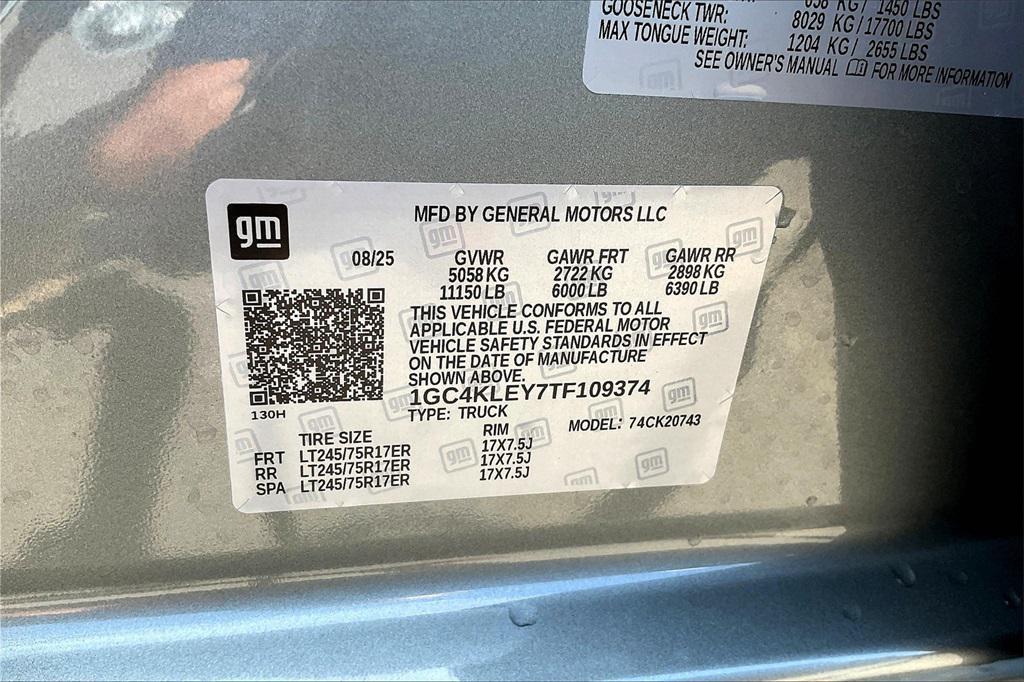 KG/ 1450 LBS
GOOSENECK TWR: 8029 KG/17700 LBS
MAX TONGUE WEIGHT: 1204 KG/ 2655 LBS
SEE OWNER'S MANUAL FOR MORE INFORMATION
gm
MFD BY GENERAL MOTORS LLC
08/25 GVWR GAWR FRT GAWR RR
5058 KG 2722 KG 2898 KG
11150 LB 6000 LB 6390 LB
THIS VEHICLE CONFORMS TO ALL
APPLICABLE U.S. FEDERAL MOTOR
VEHICLE SAFETY STANDARDS IN EFFECT
ON THE DATE OF MANUFACTURE
SHOWN ABOVE.
1GC4KLEY7TF109374
130H
TYPE: TRUCK MODEL: 74CK20743
TIRE SIZE RIM
FRT LT245/75R17ER 17X7.5J
RR LT245/75R17ER 17X7.5J
SPA LT245/75R17ER 17X7.5J